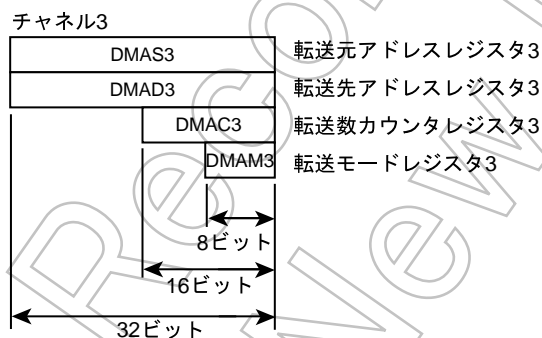 チャネル3
DMAS3 転送元アドレスレジスタ3
DMAD3 転送先アドレスレジスタ3
DMAC3 転送数カウンタレジスタ3
DMAM3 転送モードレジスタ3
8ビット
16ビット
32ビット